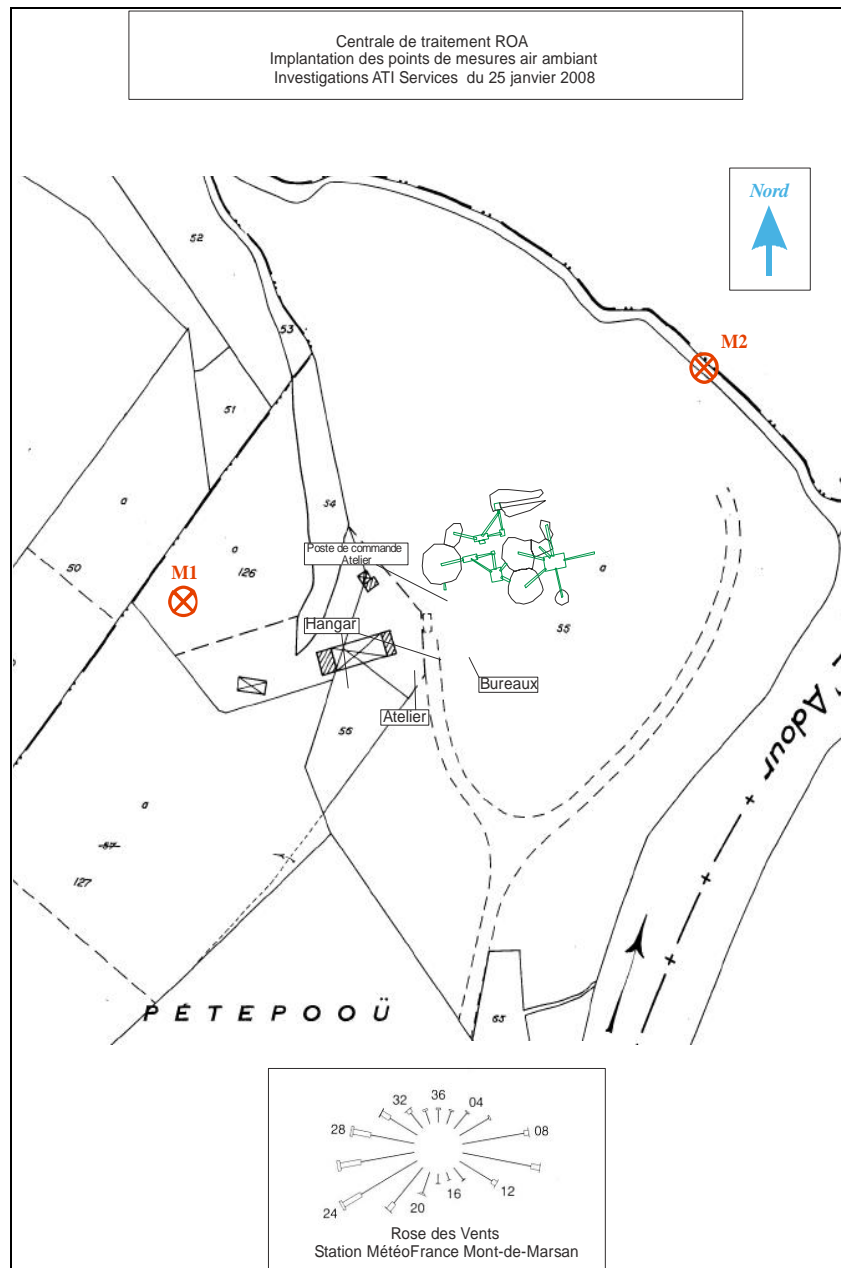 Centrale de traitement ROA
Implantation des points de mesures air ambiant
Investigations ATI Services du 25 janvier 2008
Nord
52
53
M2
51
a
54
Poste de commande
Atelier
a
50
M1
126
a
55
Hangar
Bureaux
Atelier
56
L'Adour
a
57
127
PÉTEPOOÜ
65
36
32
04
28
08
24
20
16
12
Rose des Vents
Station MétéoFrance Mont-de-Marsan